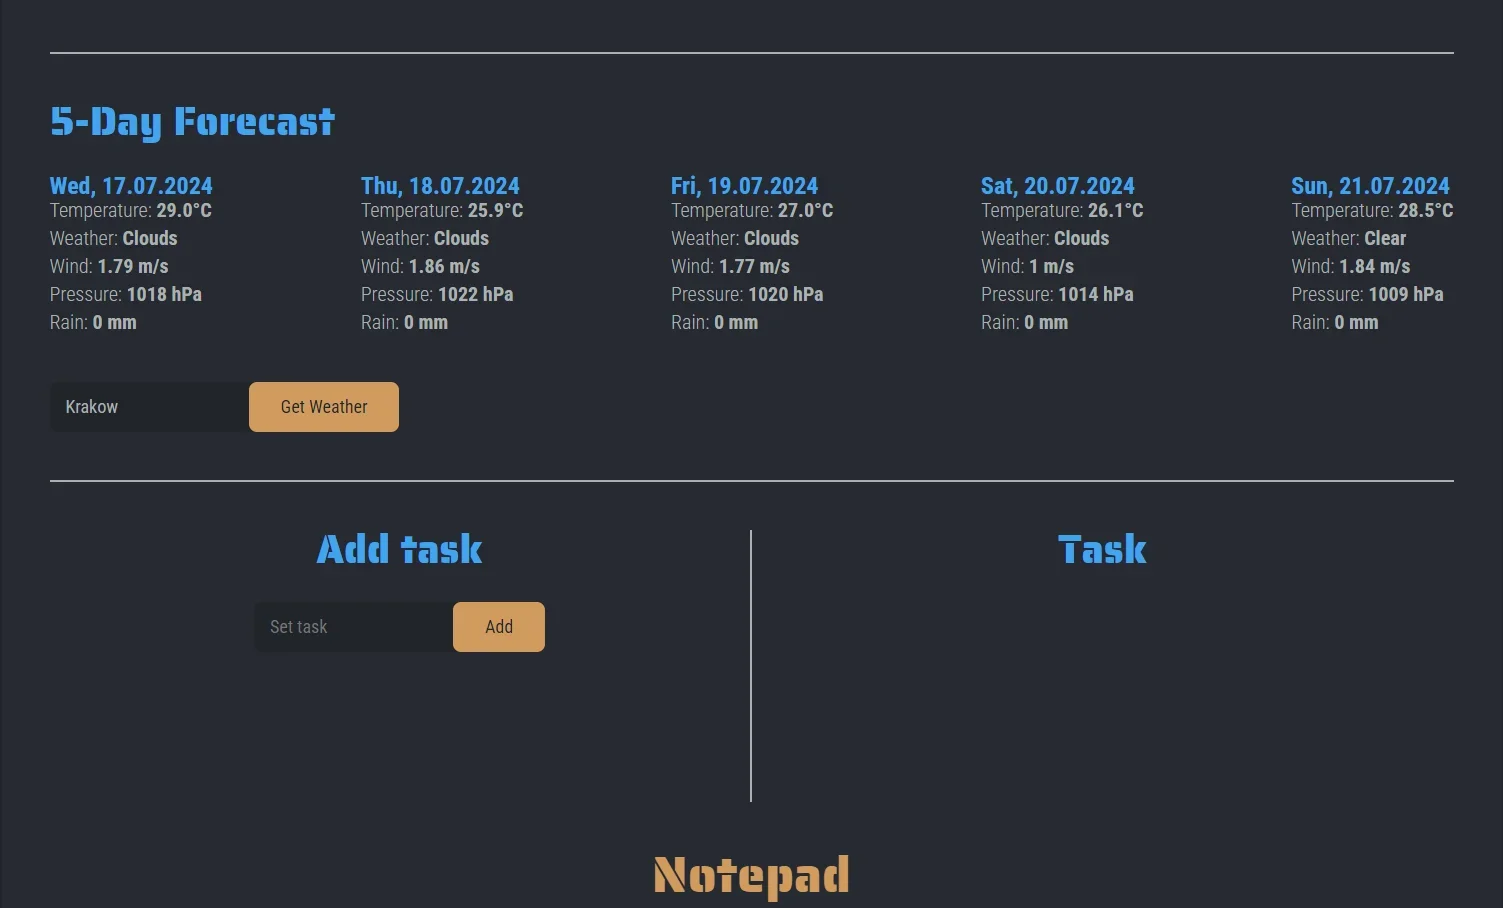 5-Day Forecast
Wed, 17.07.2024
Temperature: 29.0°C
Weather: Clouds
Wind: 1.79 m/s
Pressure: 1018 hPa
Rain: 0 mm
Thu, 18.07.2024
Temperature: 25.9°C
Weather: Clouds
Wind: 1.86 m/s
Pressure: 1022 hPa
Rain: 0 mm
Fri, 19.07.2024
Temperature: 27.0°C
Weather: Clouds
Wind: 1.77 m/s
Pressure: 1020 hPa
Rain: 0 mm
Sat, 20.07.2024
Temperature: 26.1°C
Weather: Clouds
Wind: 1 m/s
Pressure: 1014 hPa
Rain: 0 mm
Sun, 21.07.2024
Temperature: 28.5°C
Weather: Clear
Wind: 1.84 m/s
Pressure: 1009 hPa
Rain: 0 mm
Krakow
Get Weather
Add task
Set task
Add
Task
Notepad